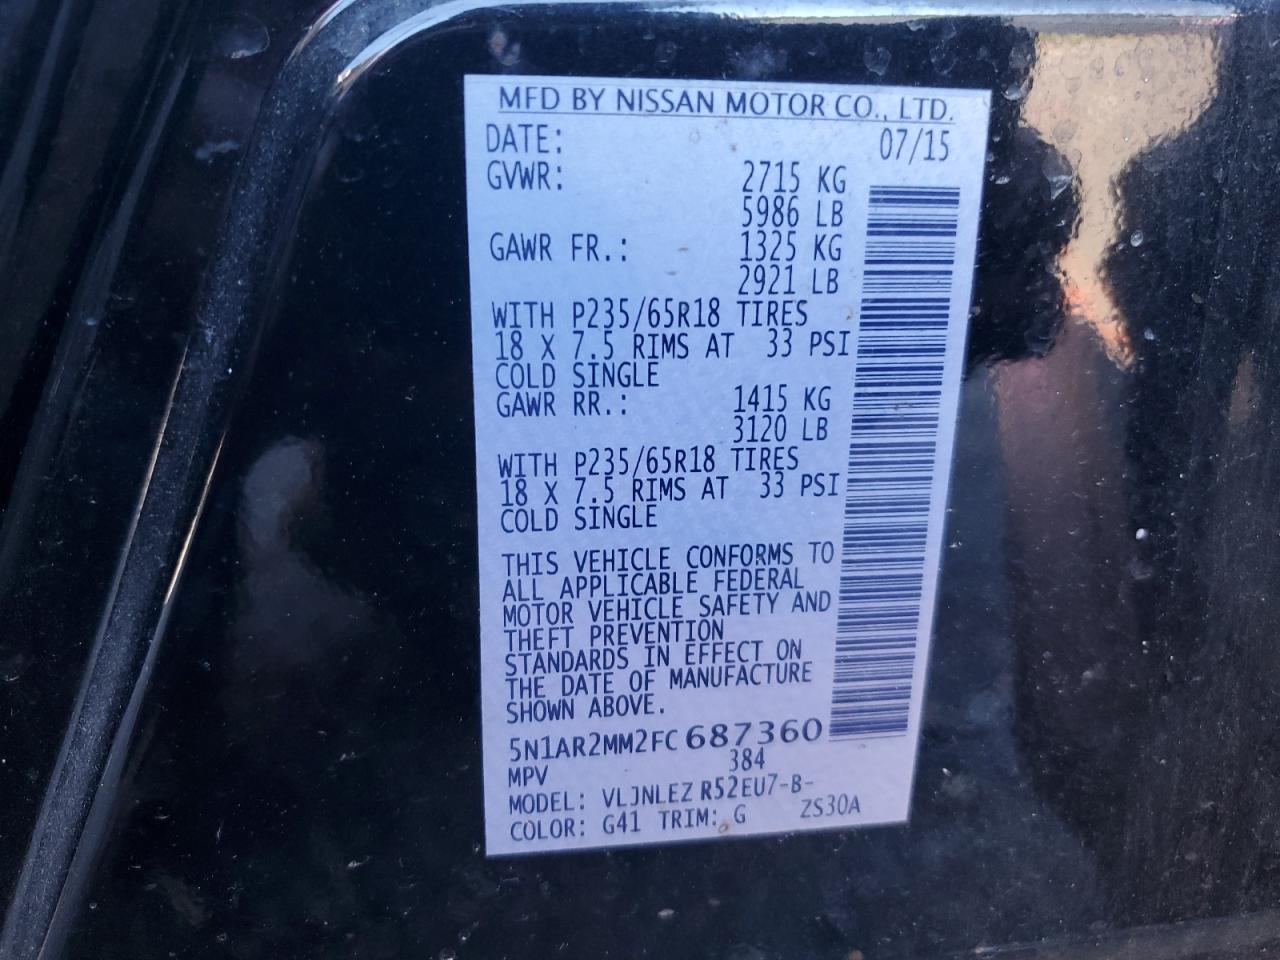 MFD BY NISSAN MOTOR CO., LTD.
DATE: 07/15
GVWR: 2715 KG
5986 LB
GAWR FR.: 1325 KG
2921 LB
WITH P235/65R18 TIRES
18 X 7.5 RIMS AT 33 PSI
COLD SINGLE
GAWR RR.: 1415 KG
3120 LB
WITH P235/65R18 TIRES
18 X 7.5 RIMS AT 33 PSI
COLD SINGLE
THIS VEHICLE CONFORMS TO
ALL APPLICABLE FEDERAL
MOTOR VEHICLE SAFETY AND
THEFT PREVENTION
STANDARDS IN EFFECT ON
THE DATE OF MANUFACTURE
SHOWN ABOVE.
5N1AR2MM2FC687360
MPV 384
MODEL: VLJNLEZ R52EU7-B-
COLOR: G41 TRIM: G ZS30A